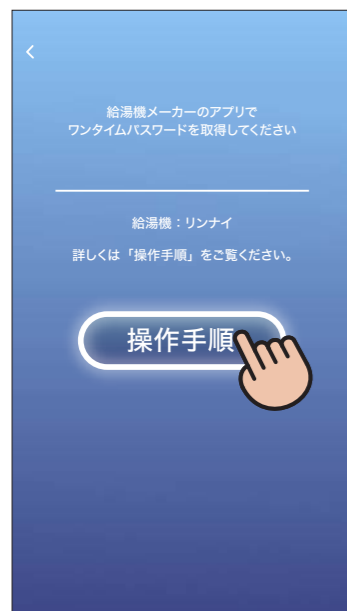 給湯機メーカーのアプリで
ワンタイムパスワードを取得してください
給湯機：リンナイ
詳しくは「操作手順」をご覧ください。
操作手順